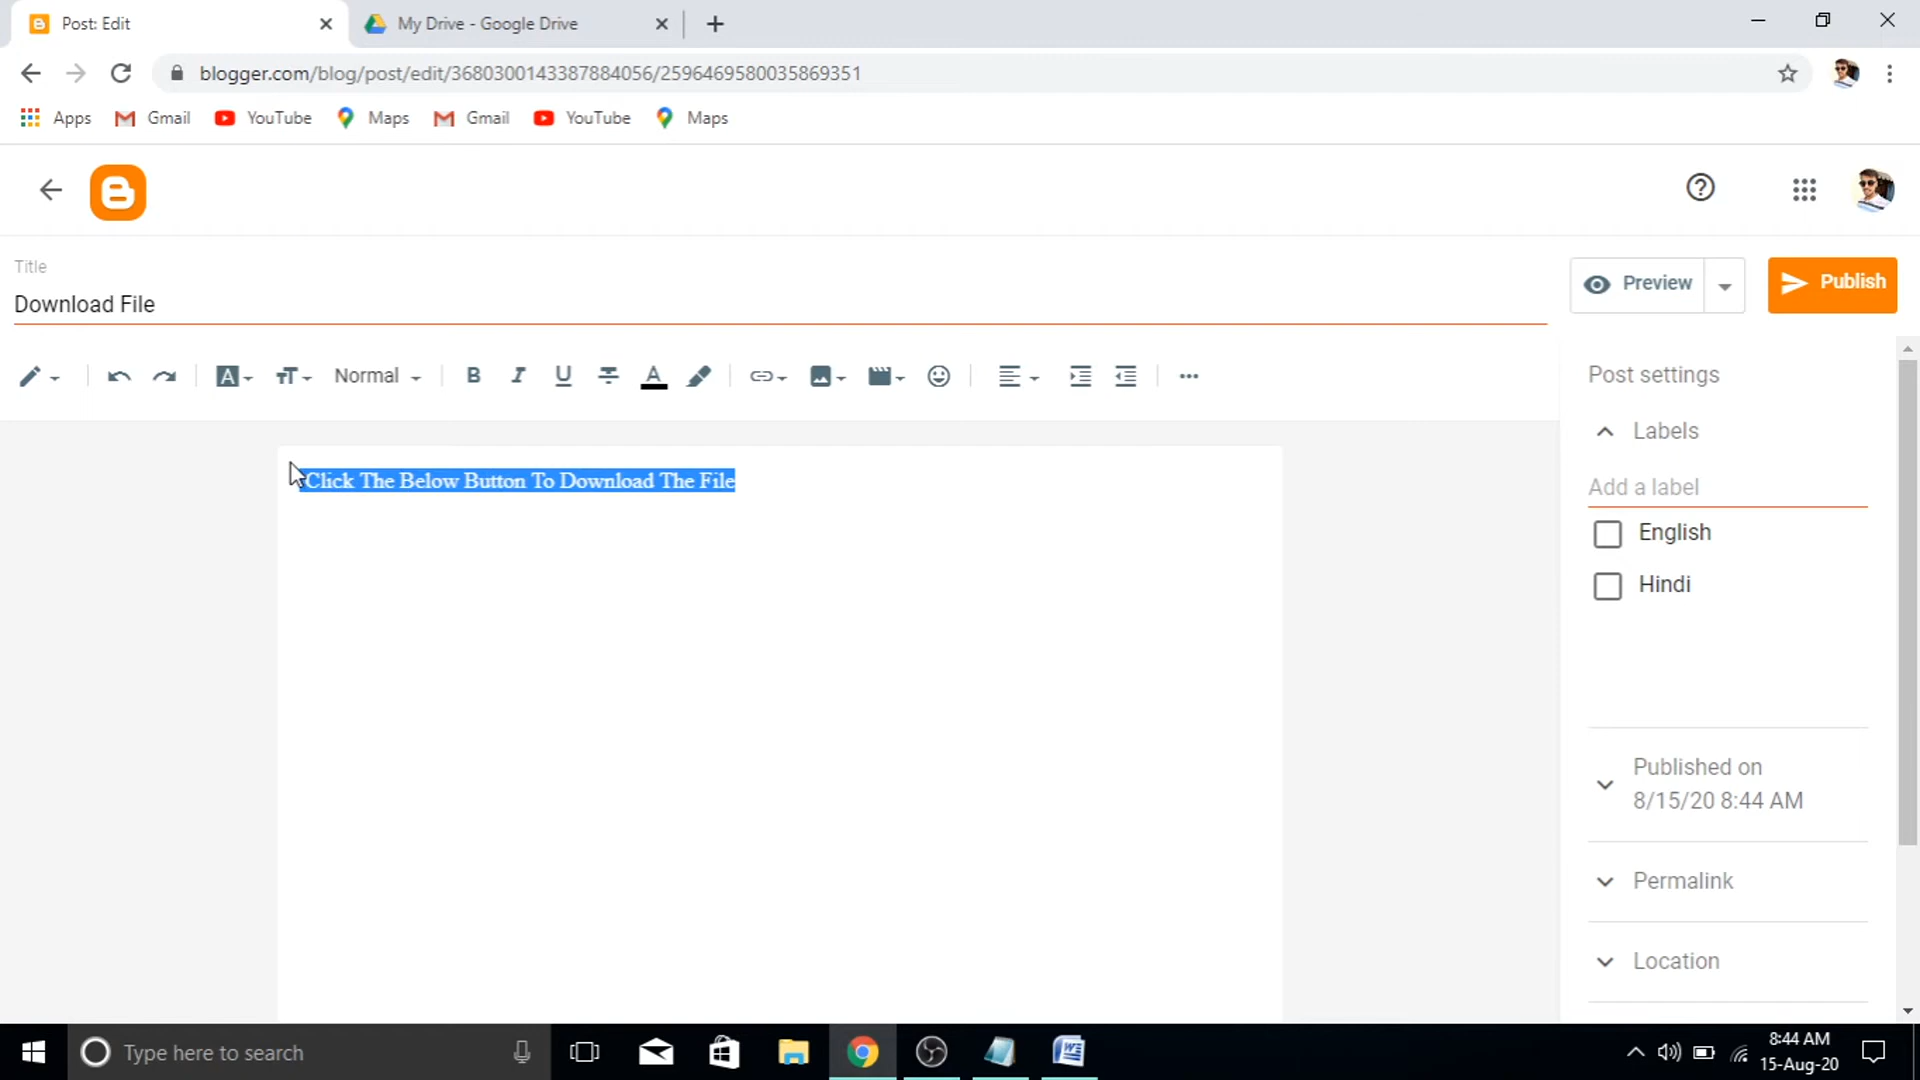 Post: Edit
My Drive - Google Drive
blogger.com/blog/post/edit/3680300143387884056/2596469580035869351
Apps
Gmail
YouTube
Maps
Gmail
YouTube
Maps
Title
Download File
Preview
Publish
Normal
B
I
U
A
Post settings
Labels
Add a label
English
Hindi
Click The Below Button To Download The File
Published on
8/15/20 8:44 AM
Permalink
Location
Type here to search
8:44 AM
15-Aug-20